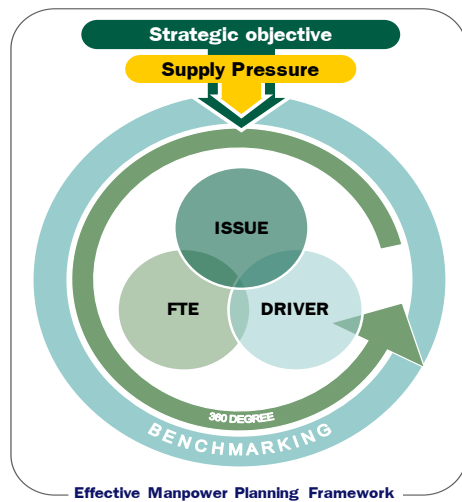 Strategic objective
Supply Pressure
ISSUE
FTE
DRIVER
360 DEGREE
BENCHMARKING
Effective Manpower Planning Framework